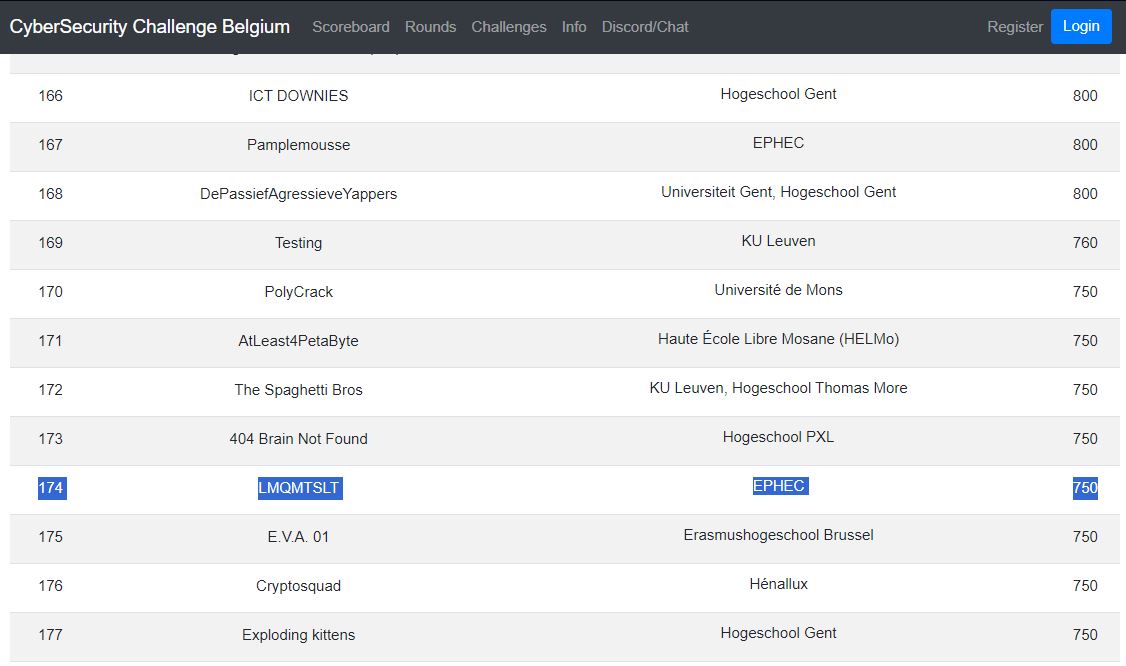 CyberSecurity Challenge Belgium Scoreboard Rounds Challenges Info Discord/Chat Register Login
166 ICT DOWNIES Hogeschool Gent 800
167 Pamplemousse EPHEC 800
168 DePassiefAgressieveYappers Universiteit Gent, Hogeschool Gent 800
169 Testing KU Leuven 760
170 PolyCrack Université de Mons 750
171 AtLeast4PetaByte Haute École Libre Mosane (HELMo) 750
172 The Spaghetti Bros KU Leuven, Hogeschool Thomas More 750
173 404 Brain Not Found Hogeschool PXL 750
174 LMQMTSLT EPHEC 750
175 E.V.A. 01 Erasmushogeschool Brussel 750
176 Cryptosquad Hénallux 750
177 Exploding kittens Hogeschool Gent 750